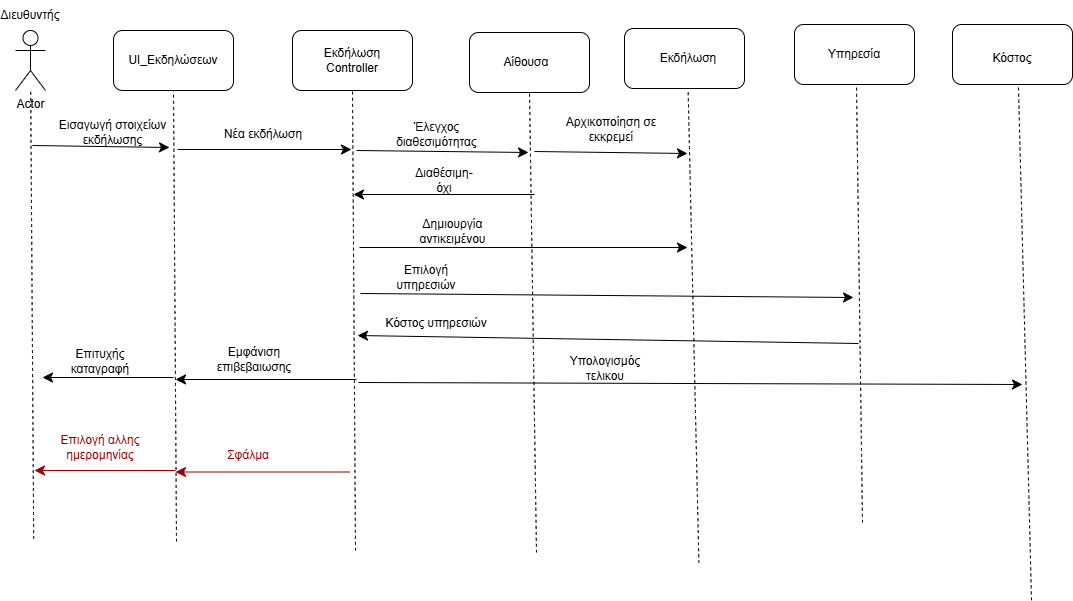 Διευθυντής
Actor
UI_Εκδηλώσεων
Εκδήλωση
Controller
Αίθουσα
Εκδήλωση
Υπηρεσία
Κόστος
Εισαγωγή στοιχείων
εκδήλωσης
Νέα εκδήλωση
Έλεγχος
διαθεσιμότητας
Αρχικοποίηση σε
εκκρεμεί
Διαθέσιμη-
όχι
Δημιουργία
αντικειμένου
Επιλογή
υπηρεσιών
Κόστος υπηρεσιών
Επιτυχής
καταγραφή
Εμφάνιση
επιβεβαιωσης
Υπολογισμός
τελικου
Επιλογή αλλης
ημερομηνίας
Σφάλμα